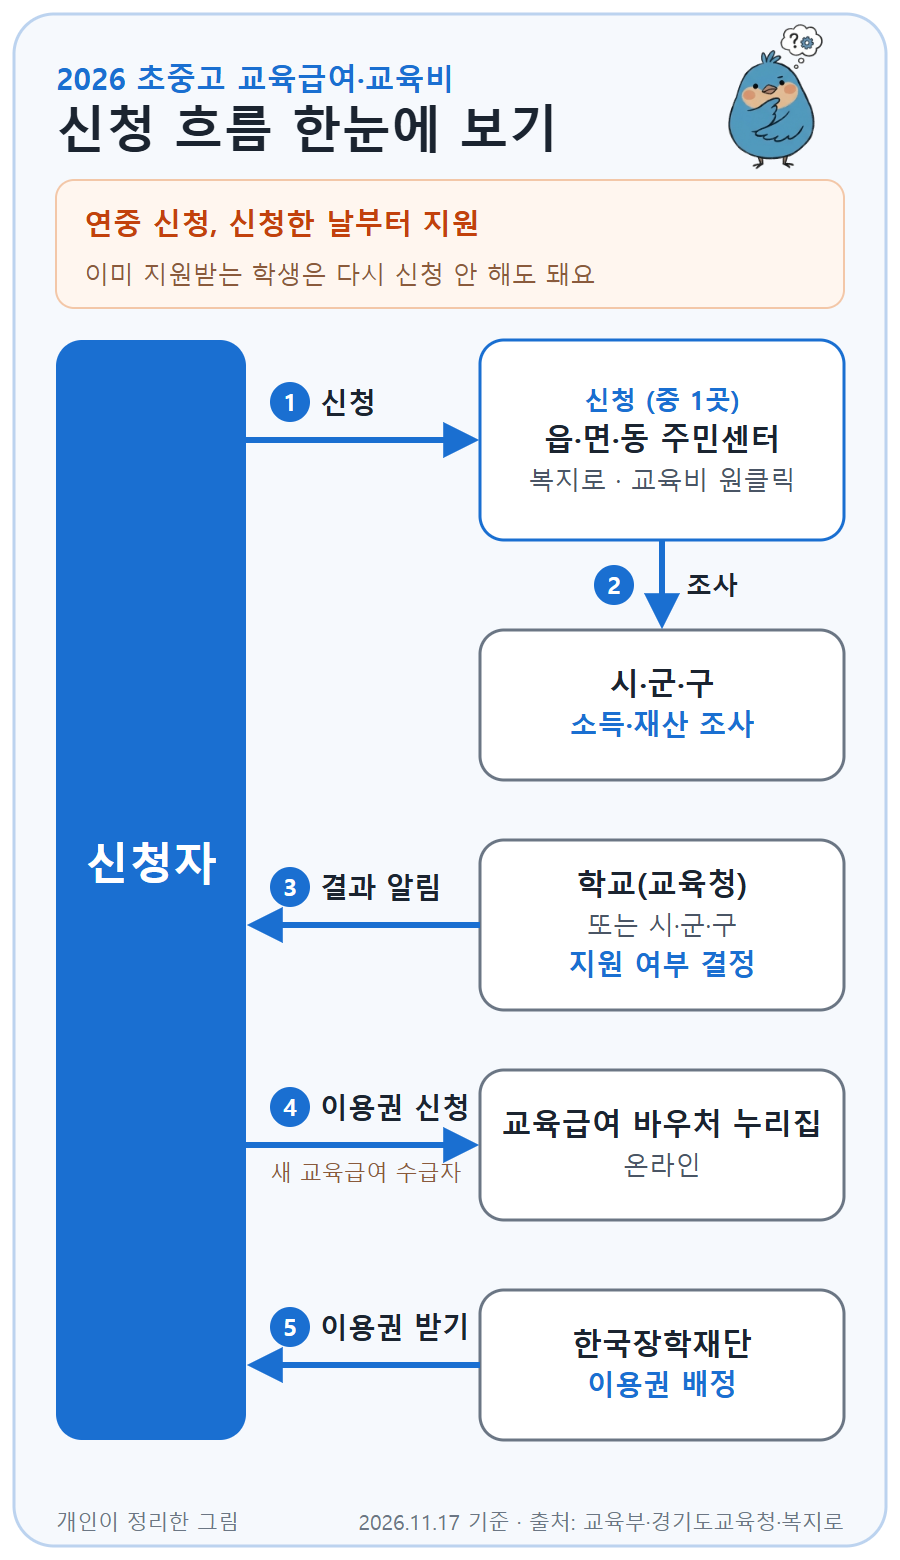 2026 초중고 교육급여·교육비
신청 흐름 한눈에 보기
?
연중 신청, 신청한 날부터 지원
이미 지원받는 학생은 다시 신청 안 해도 돼요
신청자
1 신청
신청 (중 1곳)
읍·면·동 주민센터
복지로 · 교육비 원클릭
2 조사
시·군·구
소득·재산 조사
3 결과 알림
학교(교육청)
또는 시·군·구
지원 여부 결정
4 이용권 신청
새 교육급여 수급자
교육급여 바우처 누리집
온라인
5 이용권 받기
한국장학재단
이용권 배정
개인이 정리한 그림
2026.11.17 기준 · 출처: 교육부·경기도교육청·복지로